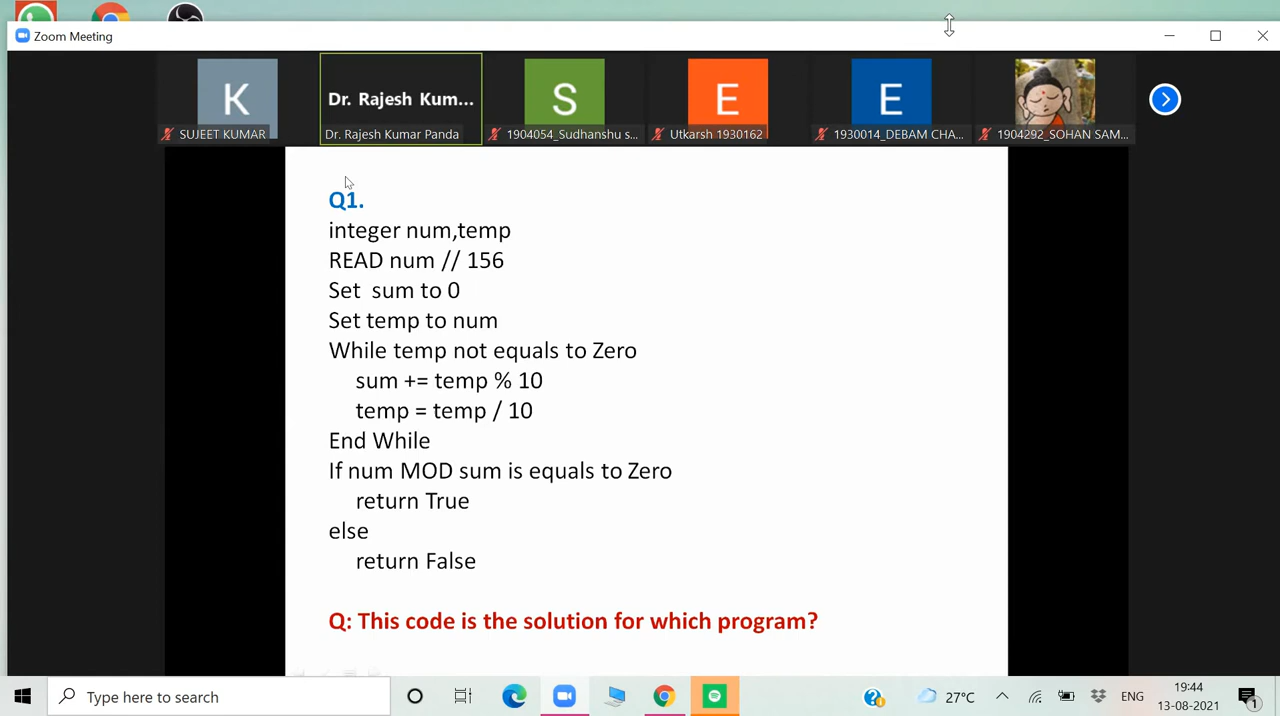 Zoom Meeting
K
Dr. Rajesh Kum...
S
E
E
SUJEET KUMAR
Dr. Rajesh Kumar Panda
1904054_Sudhanshu s...
Utkarsh 1930162
1930014_DEBAM CHA...
1904292_SOHAN SAM...
Q1.
integer num,temp
READ num // 156
Set sum to 0
Set temp to num
While temp not equals to Zero
sum += temp % 10
temp = temp / 10
End While
If num MOD sum is equals to Zero
return True
else
return False
Q: This code is the solution for which program?
Type here to search
27°C
ENG
19:44
13-08-2021
1